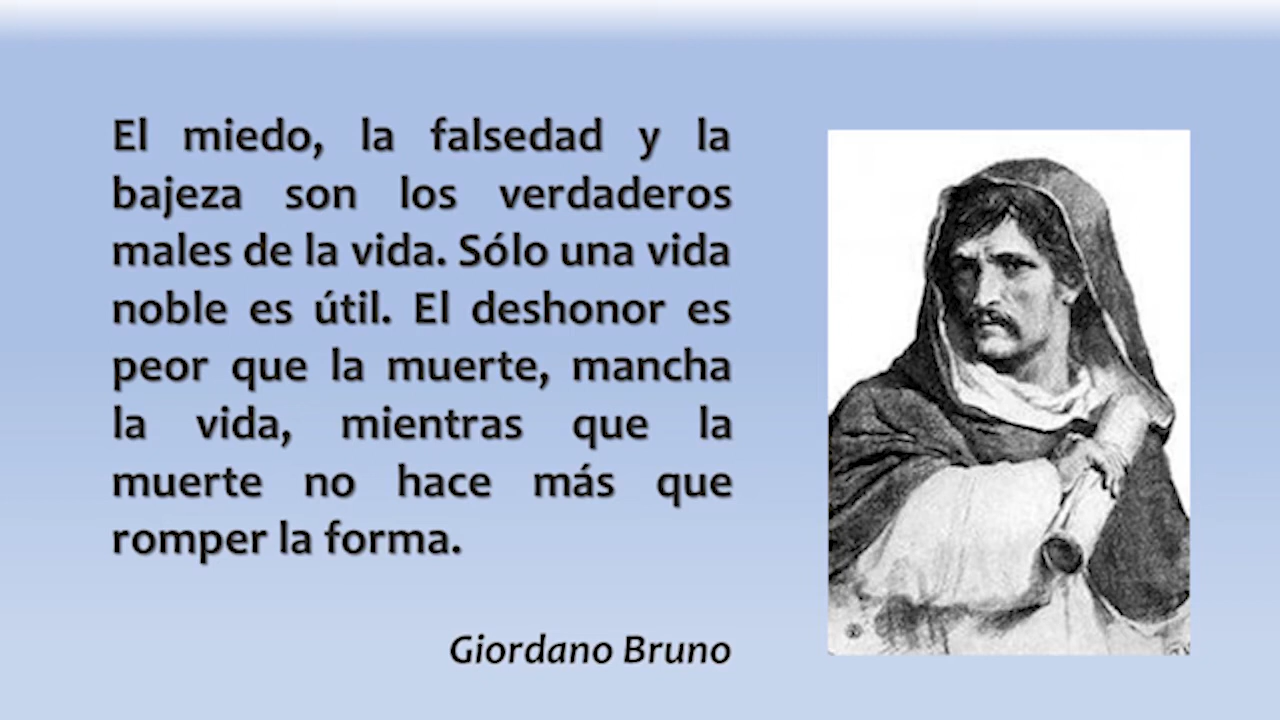 El miedo, la falsedad y la
bajeza son los verdaderos
males de la vida. Sólo una vida
noble es útil. El deshonor es
peor que la muerte, mancha
la vida, mientras que la
muerte no hace más que
romper la forma.
Giordano Bruno